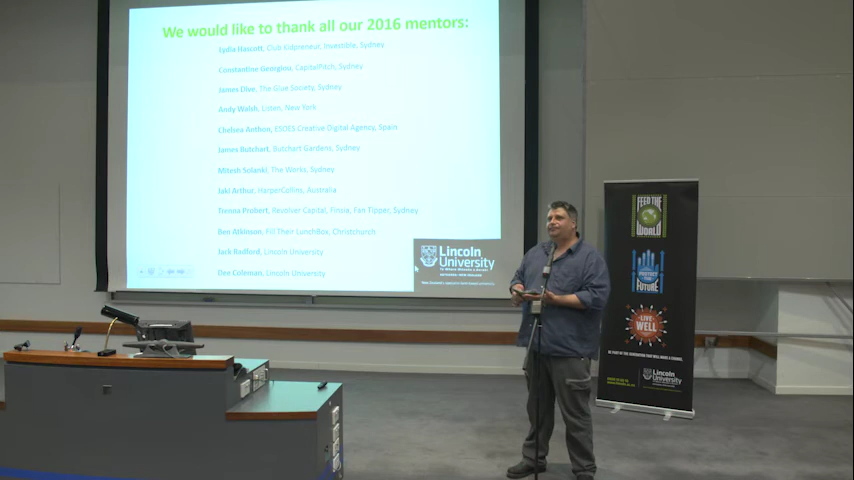 We would like to thank all our 2016 mentors:
Lydia Hascott, Club Kidpreneur, Investible, Sydney
Constantine Georgiou, CapitalPitch, Sydney
James Dive, The Glue Society, Sydney
Andy Walsh, Listen, New York
Chelsea Anthon, ESDES Creative Digital Agency, Spain
James Butchart, Butchart Gardens, Sydney
Mitesh Solanki, The Works, Sydney
Jaki Arthur, HarperCollins, Australia
Probert, Revolver Capital, Finsia, Fan Tipper, Sydney
Ben Atkinson, Fill Their LunchBox, Christchurch
Jack Radford, Lincoln University
Dee Coleman, Lincoln University
Lincoln
University
FEED THE
WORLD
PROTECT THE
FUTURE
LIVE
WELL
Lincoln
University